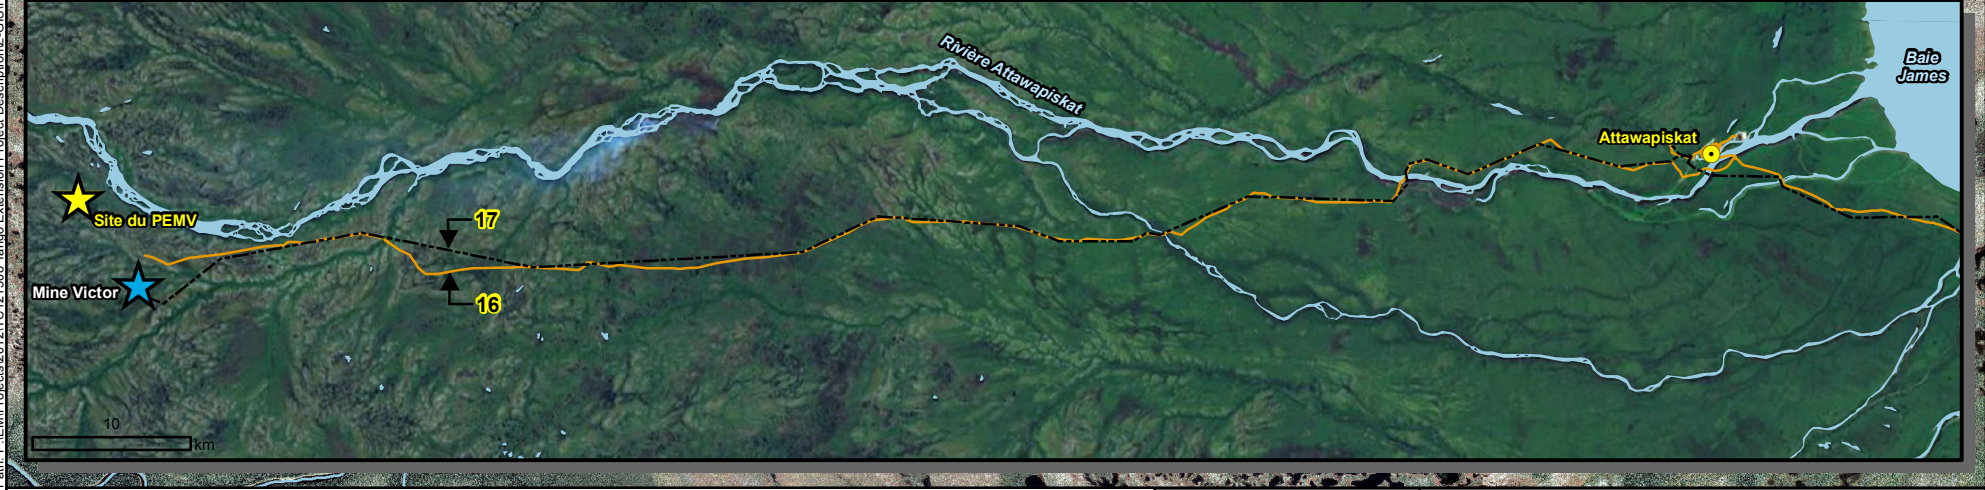 Rivière Attawapiskat
Baie
James
Attawapiskat
Site du PEMV
17
Mine Victor
16
10
km